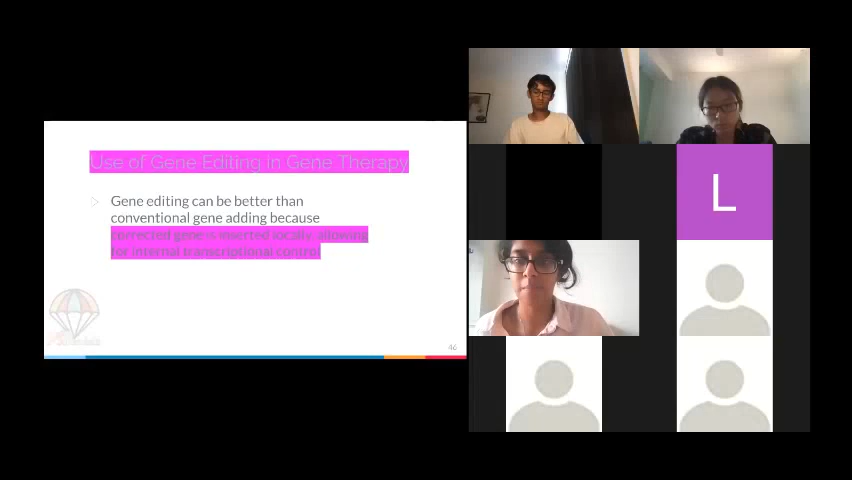 Use of Gene Editing in Gene Therapy
Gene editing can be better than
conventional gene adding because
corrected gene is inserted locally, allowing
for internal transcriptional control
46
L